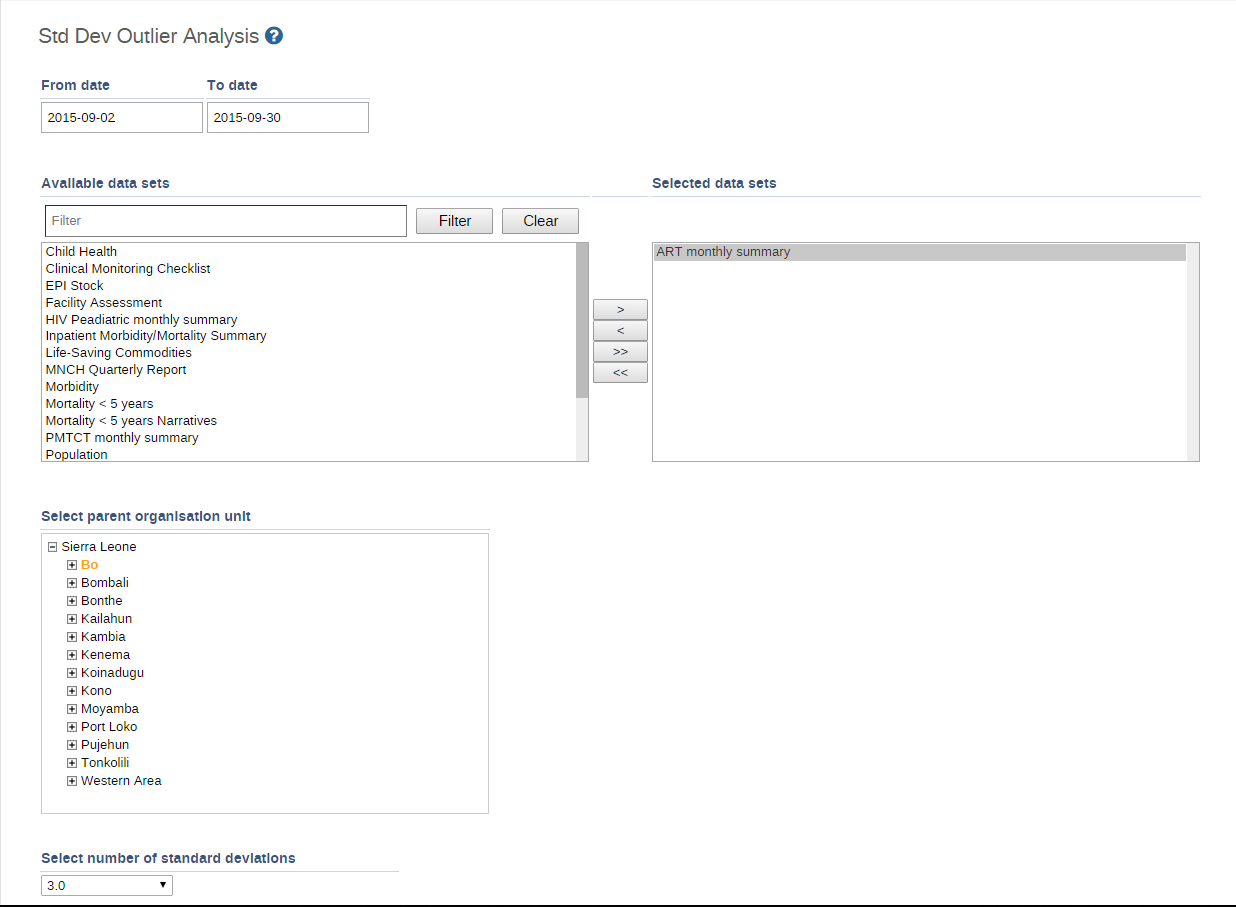 Std Dev Outlier Analysis ?
From date To date
2015-09-02 2015-09-30
Available data sets Selected data sets
Filter Filter Clear
Child Health
Clinical Monitoring Checklist
EPI Stock
Facility Assessment
HIV Peadiatric monthly summary
Inpatient Morbidity/Mortality Summary
Life-Saving Commodities
MNCH Quarterly Report
Morbidity
Mortality < 5 years
Mortality < 5 years Narratives
PMTCT monthly summary
Population
>
<
>>
<<
ART monthly summary
Select parent organisation unit
Sierra Leone
Bo
Bombali
Bonthe
Kailahun
Kambia
Kenema
Koinadugu
Kono
Moyamba
Port Loko
Pujehun
Tonkolili
Western Area
Select number of standard deviations
3.0